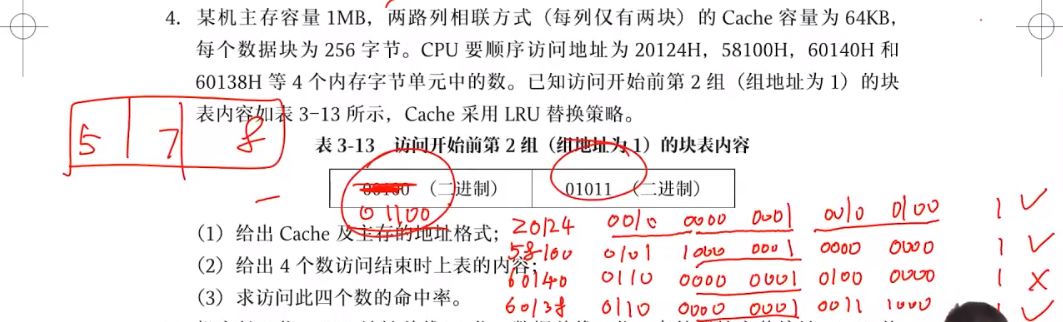 4. 某机主存容量 1MB，两路列相联方式（每列仅有两块）的 Cache 容量为 64KB，
每个数据块为 256 字节。CPU 要顺序访问地址为 20124H，58100H，60140H 和
60138H 等 4 个内存字节单元中的数。已知访问开始前第 2 组（组地址为 1）的块
表内容如表 3-13 所示，Cache 采用 LRU 替换策略。
5 7 8
表 3-13 访问开始前第 2 组（组地址为 1）的块表内容
00100（二进制） 01011（二进制）
01100
20124 0010 0000 0001 0010 0100 1 ✓
（1）给出 Cache 及主存的地址格式；
58100 0101 1000 0001 0000 0000 1 ✓
（2）给出 4 个数访问结束时上表的内容；
60140 0110 0000 0001 0100 0000 1 ×
（3）求访问此四个数的命中率。
60138 0110 0000 0001 0011 1000 1 ✓